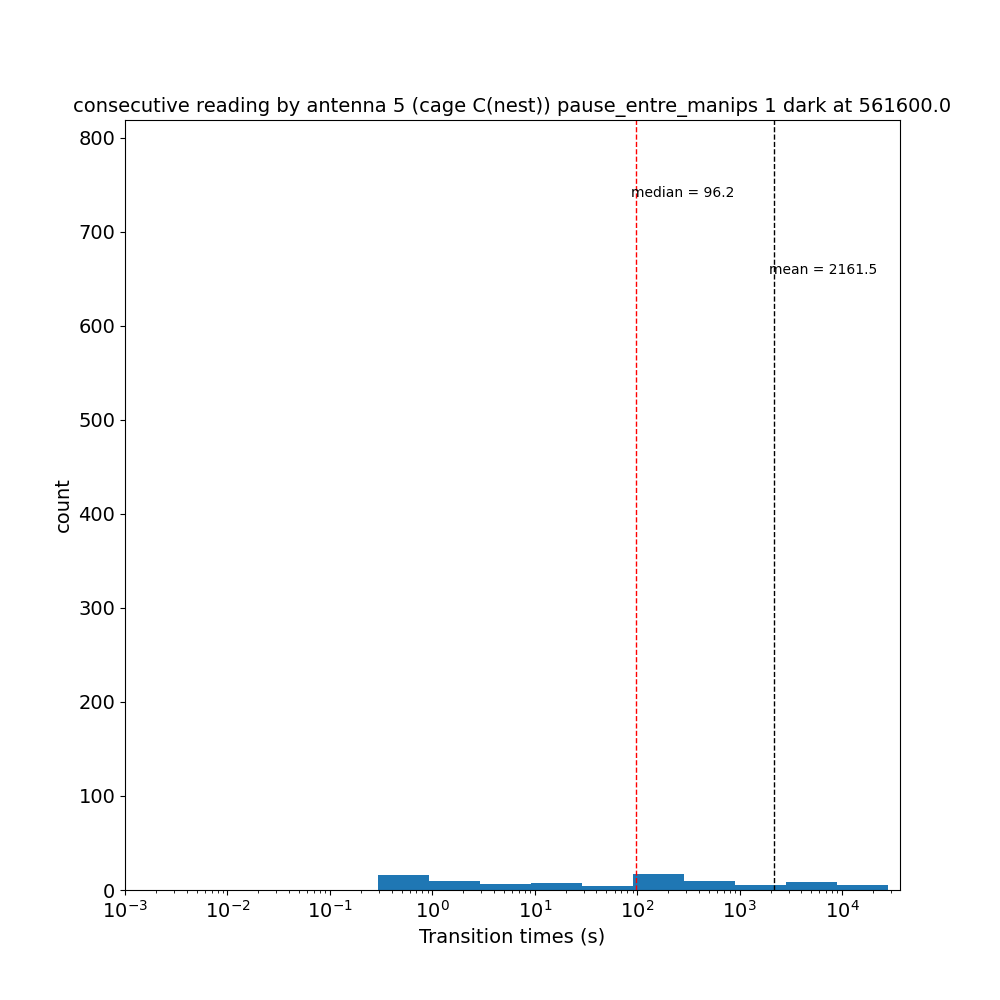 consecutive reading by antenna 5 (cage C(nest)) pause_entre_manips 1 dark at 561600.0
800
median = 96.2
700
mean = 2161.5
600
500
count
400
300
200
100
0
10⁻³ 10⁻² 10⁻¹ 10⁰ 10¹ 10² 10³ 10⁴
Transition times (s)